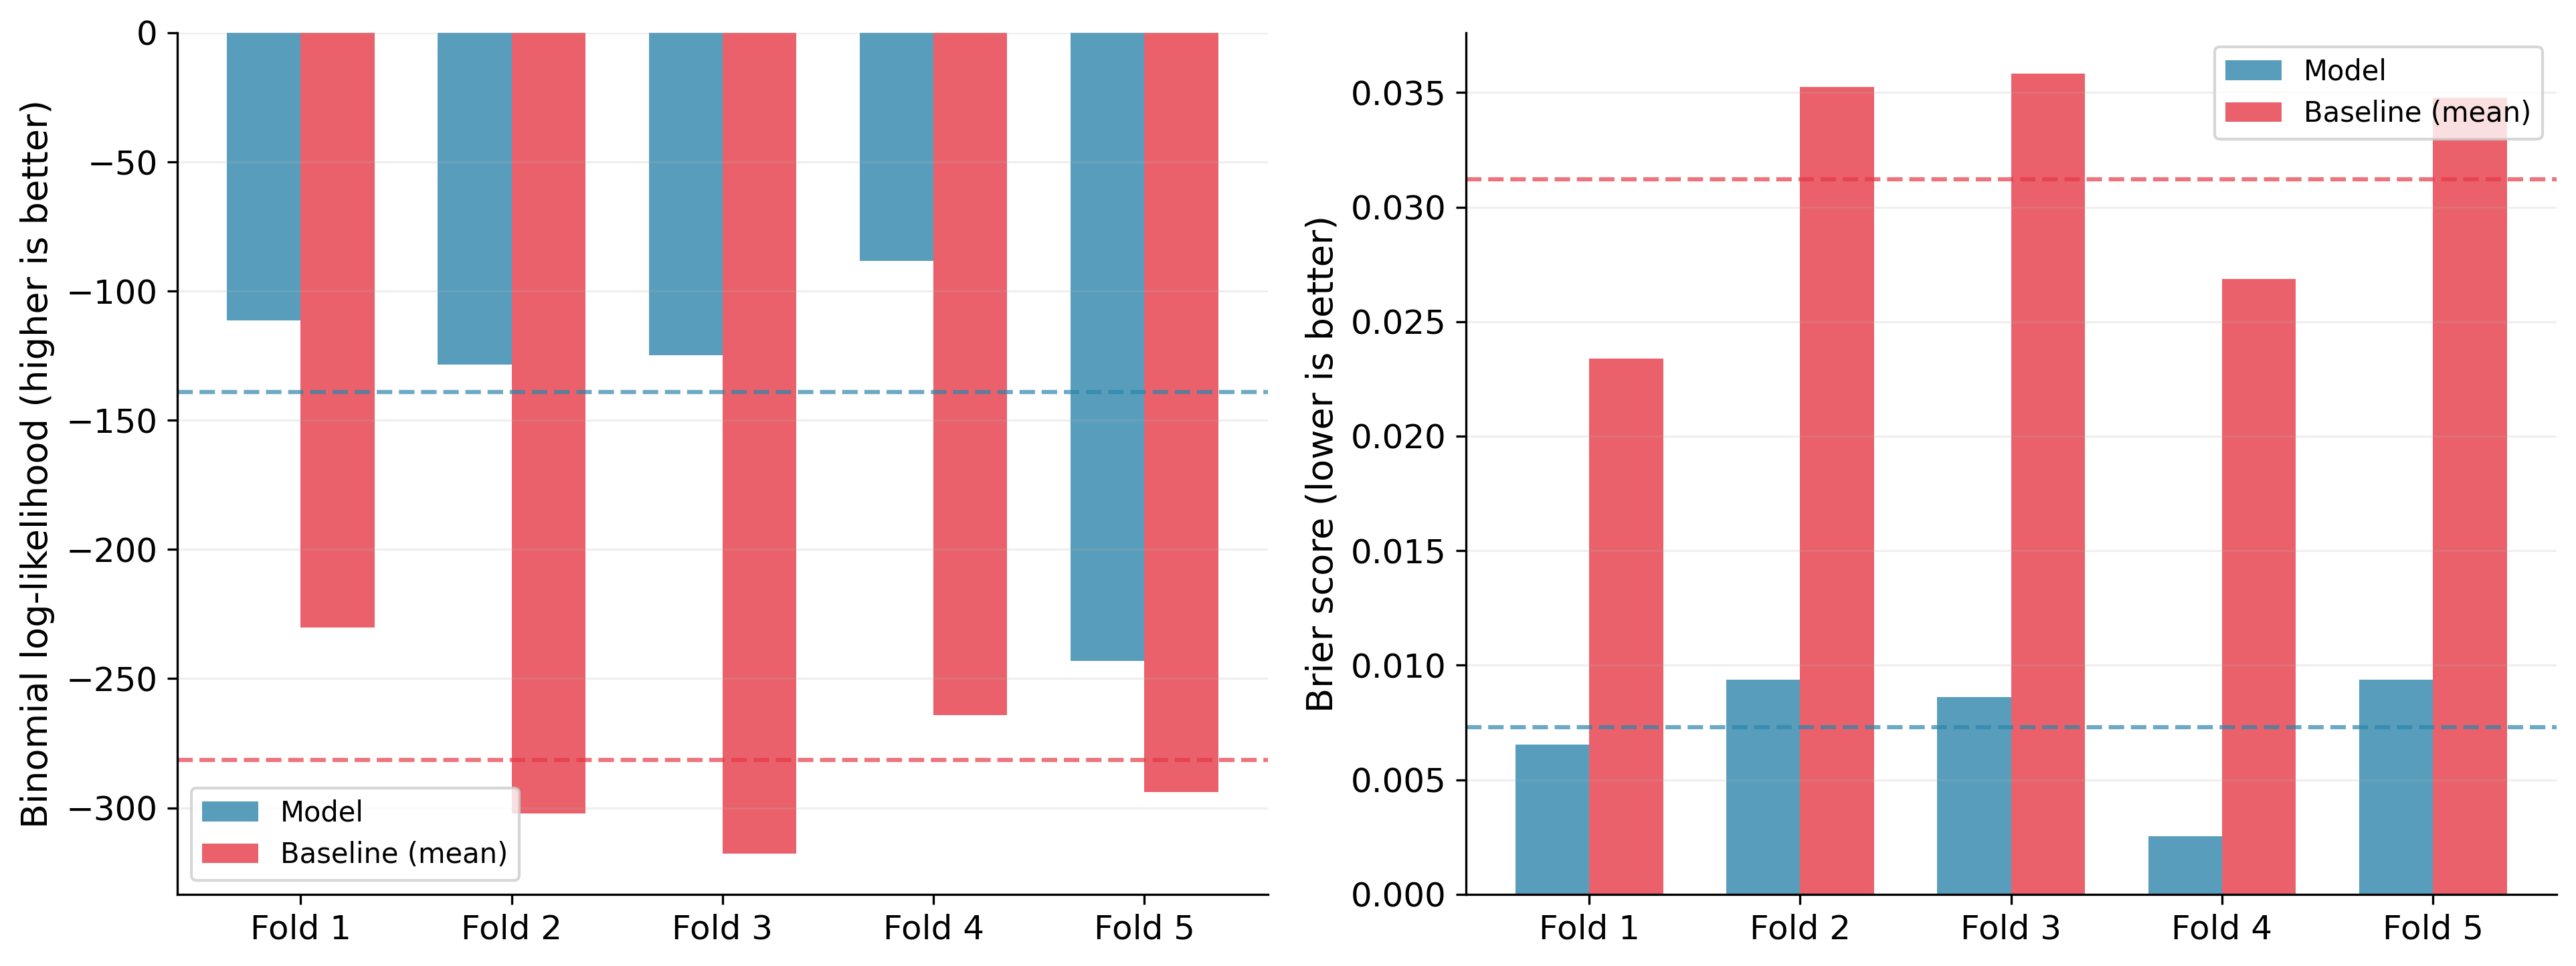 Binomial log-likelihood (higher is better)
0
−50
−100
−150
−200
−250
−300
Model
Baseline (mean)
Fold 1
Fold 2
Fold 3
Fold 4
Fold 5
Brier score (lower is better)
0.035
0.030
0.025
0.020
0.015
0.010
0.005
0.000
Model
Baseline (mean)
Fold 1
Fold 2
Fold 3
Fold 4
Fold 5